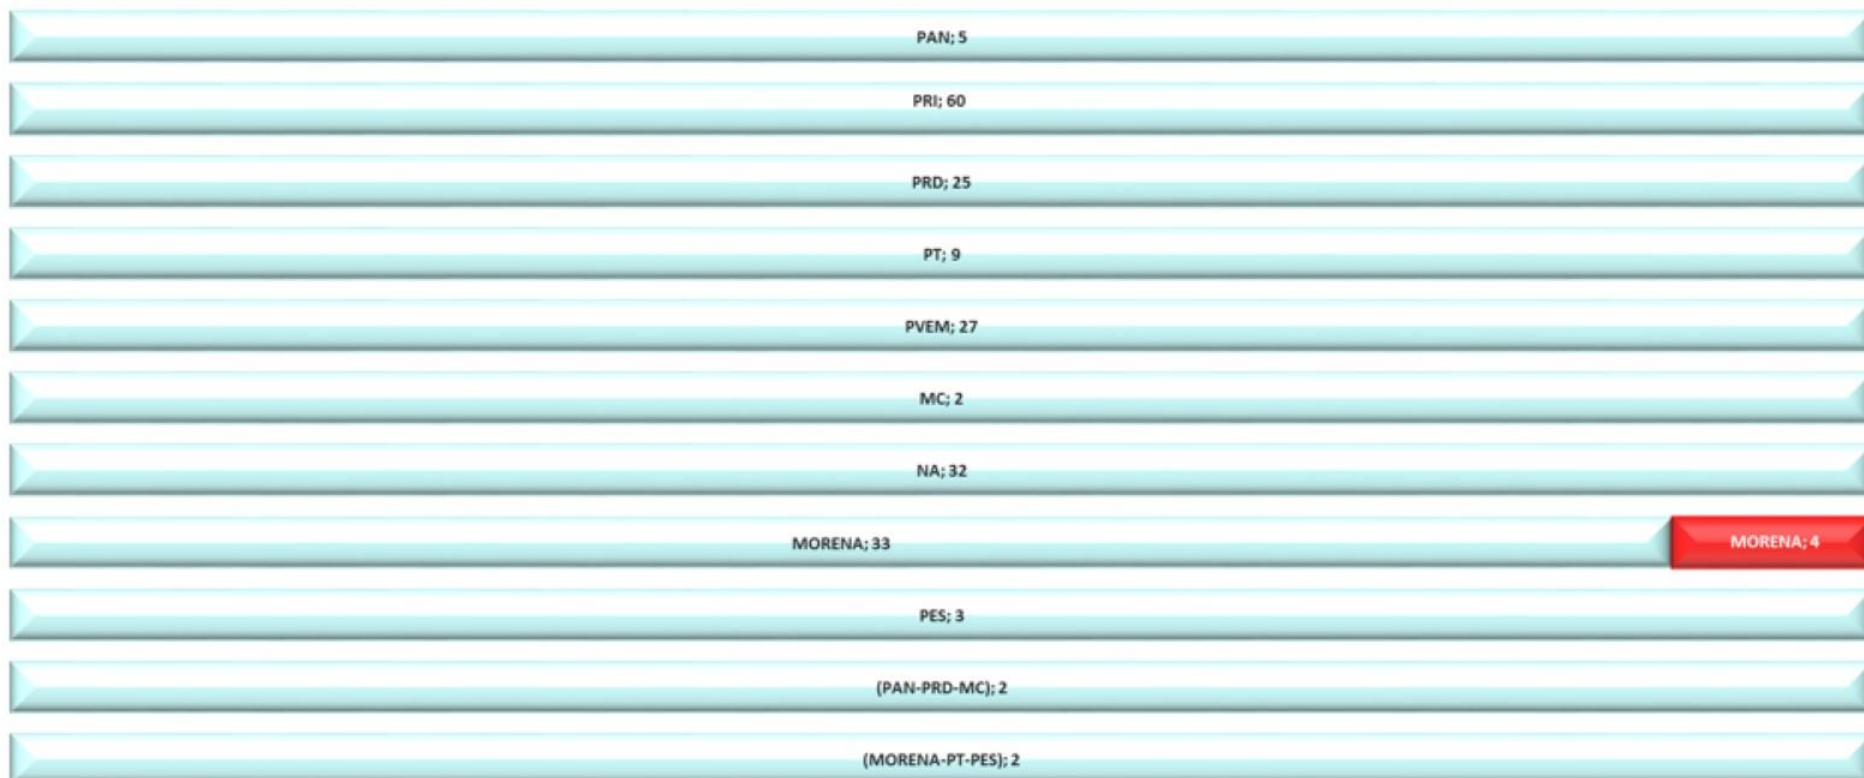 PAN; 5
PRI; 60
PRD; 25
PT; 9
PVEM; 27
MC; 2
NA; 32
MORENA; 33 MORENA; 4
PES; 3
(PAN-PRD-MC); 2
(MORENA-PT-PES); 2